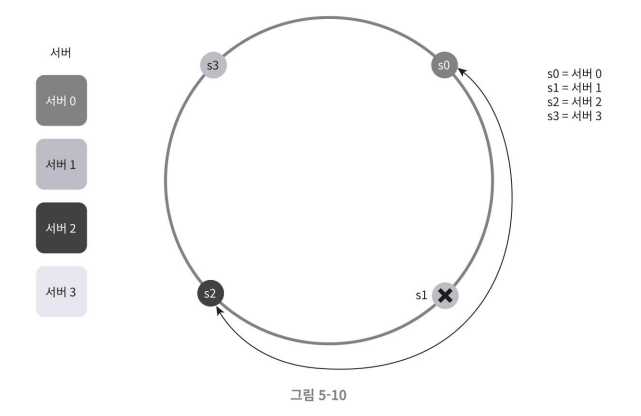 서버
서버 0
서버 1
서버 2
서버 3
s3
s0
s2
s1
s0 = 서버 0
s1 = 서버 1
s2 = 서버 2
s3 = 서버 3
그림 5-10